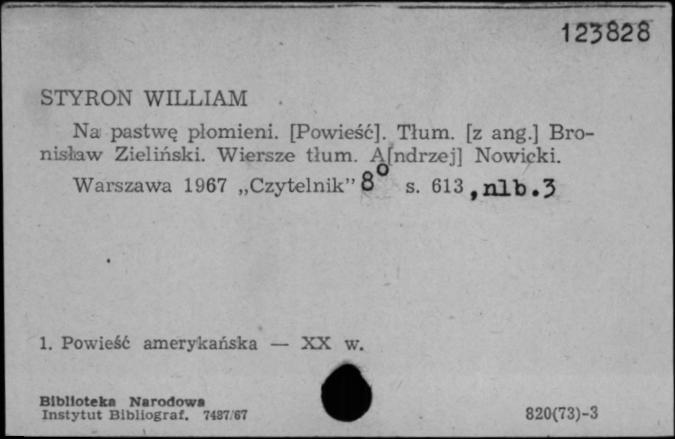 123828
STYRON WILLIAM
Na pastwę płomieni. [Powieść]. Tłum. [z ang.] Bro-
nisław Zieliński. Wiersze tłum. A[ndrzej] Nowicki.
Warszawa 1967 „Czytelnik” 8° s. 613, nlb.3
1. Powieść amerykańska — XX w.
Biblioteka Narodowa
Instytut Bibliograf. 7487/67
820(73)-3